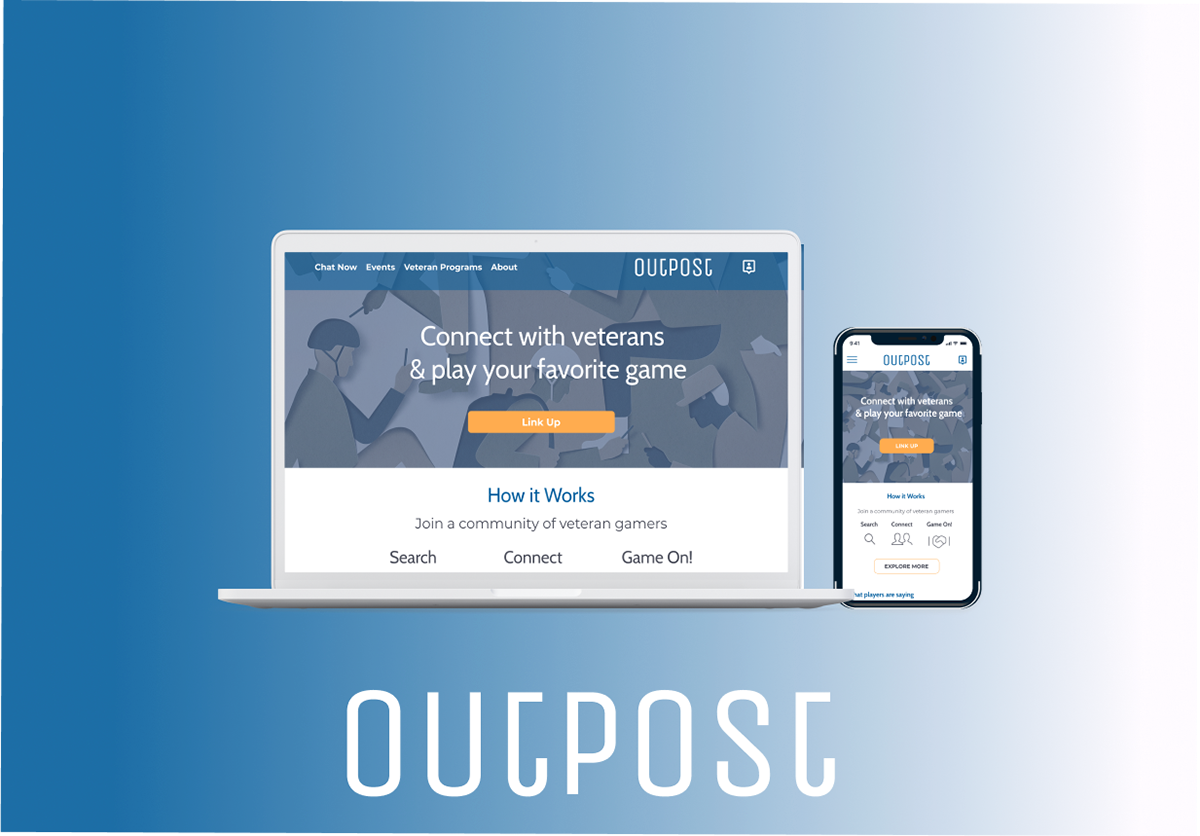 Chat Now Events Veteran Programs About OUTPOST
Connect with veterans
& play your favorite game
Link Up
How it Works
Join a community of veteran gamers
Search Connect Game On!
9:41
OUTPOST
Connect with veterans
& play your favorite game
LINK UP
How it Works
Join a community of veteran gamers
Search Connect Game On!
EXPLORE MORE
hat players are saying
OUTPOST